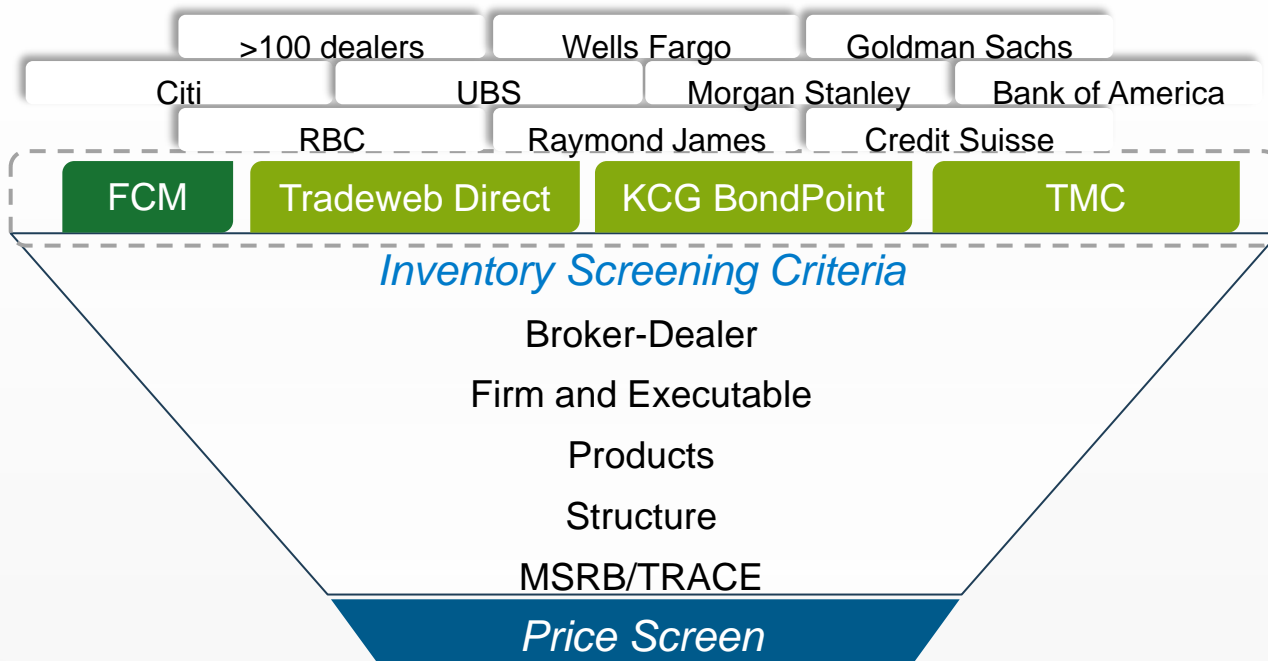 >100 dealers Wells Fargo Goldman Sachs
Citi UBS Morgan Stanley Bank of America
RBC Raymond James Credit Suisse
FCM Tradeweb Direct KCG BondPoint TMC
Inventory Screening Criteria
Broker-Dealer
Firm and Executable
Products
Structure
MSRB/TRACE
Price Screen